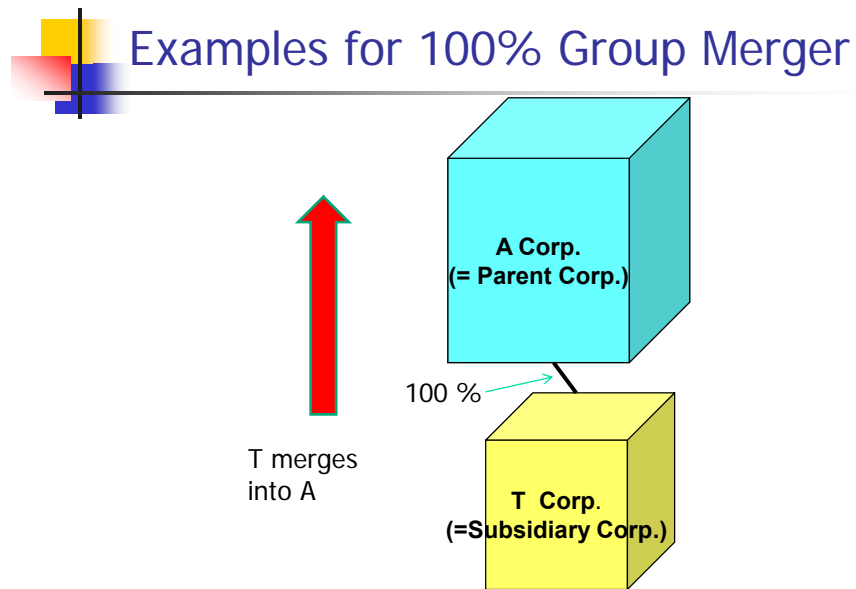 Examples for 100% Group Merger
A Corp.
(= Parent Corp.)
100 %
T merges
into A
T Corp.
(=Subsidiary Corp.)